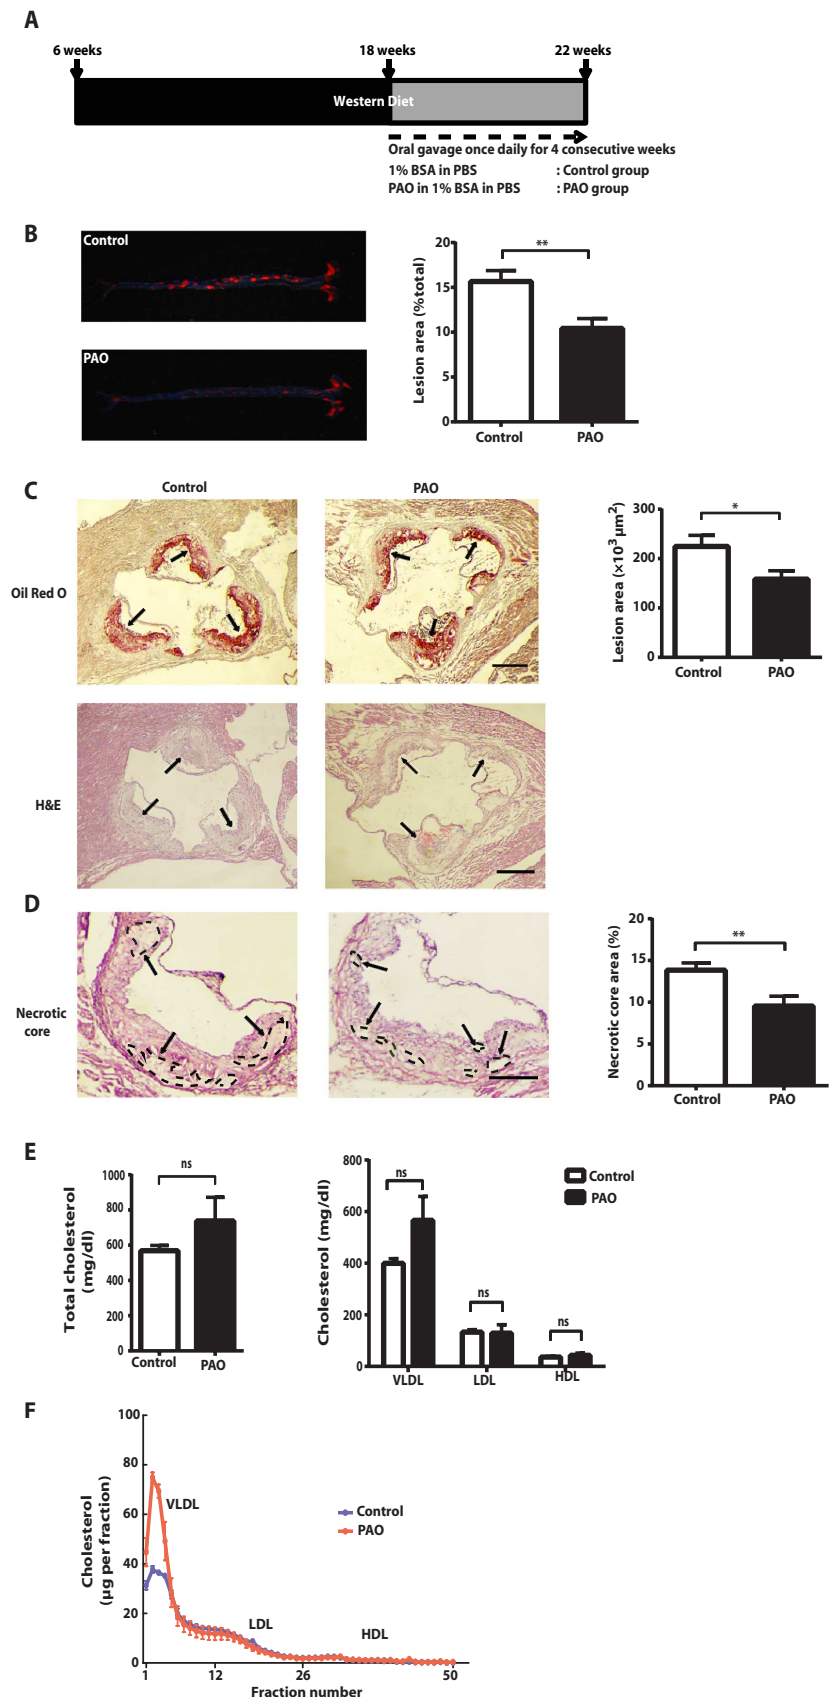 A
6 weeks 18 weeks 22 weeks
Western Diet
Oral gavage once daily for 4 consecutive weeks
1% BSA in PBS : Control group
PAO in 1% BSA in PBS : PAO group
B
Control
PAO
Lesion area (%total)
20
15
10
5
0
**
Control PAO
C
Control PAO
Oil Red O
H&E
Lesion area (×10³ µm²)
300
200
100
0
*
Control PAO
D
Necrotic
core
Necrotic core area (%)
20
15
10
5
0
**
Control PAO
E
Total cholesterol
(mg/dl)
1000
800
600
400
200
0
ns
Control PAO
Cholesterol (mg/dl)
800
600
400
200
0
ns
ns
ns
VLDL LDL HDL
Control
PAO
F
Cholesterol
(µg per fraction)
100
80
60
40
20
0
VLDL
LDL
HDL
Control
PAO
1 12 26 50
Fraction number